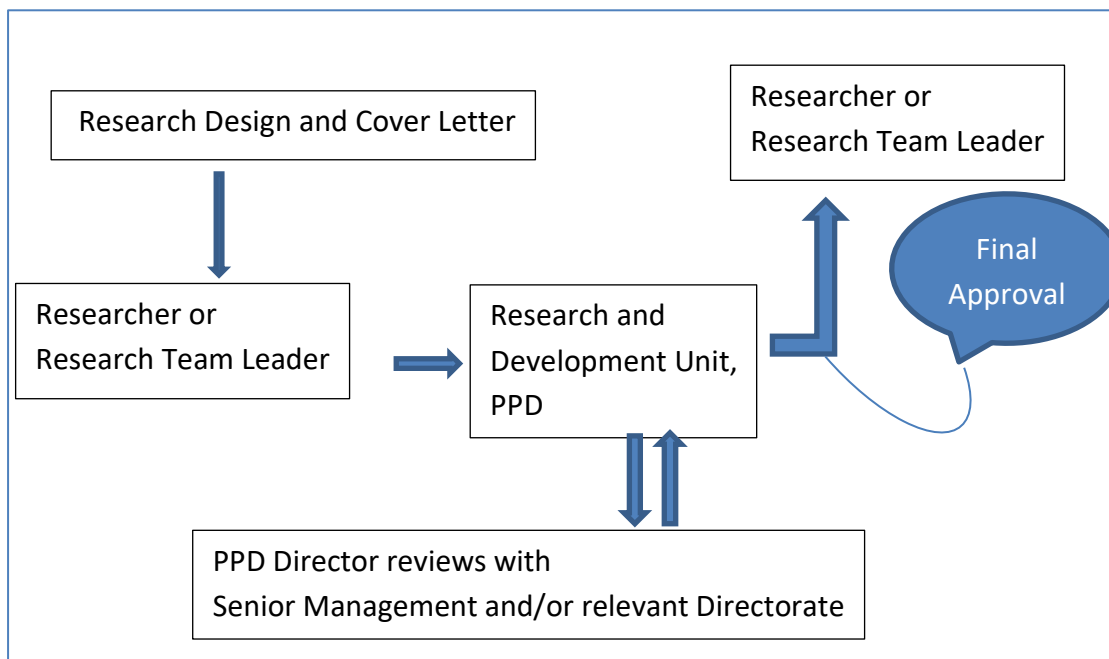 Research Design and Cover Letter
Researcher or
Research Team Leader
Final
Approval
Researcher or
Research Team Leader
Research and
Development Unit,
PPD
PPD Director reviews with
Senior Management and/or relevant Directorate